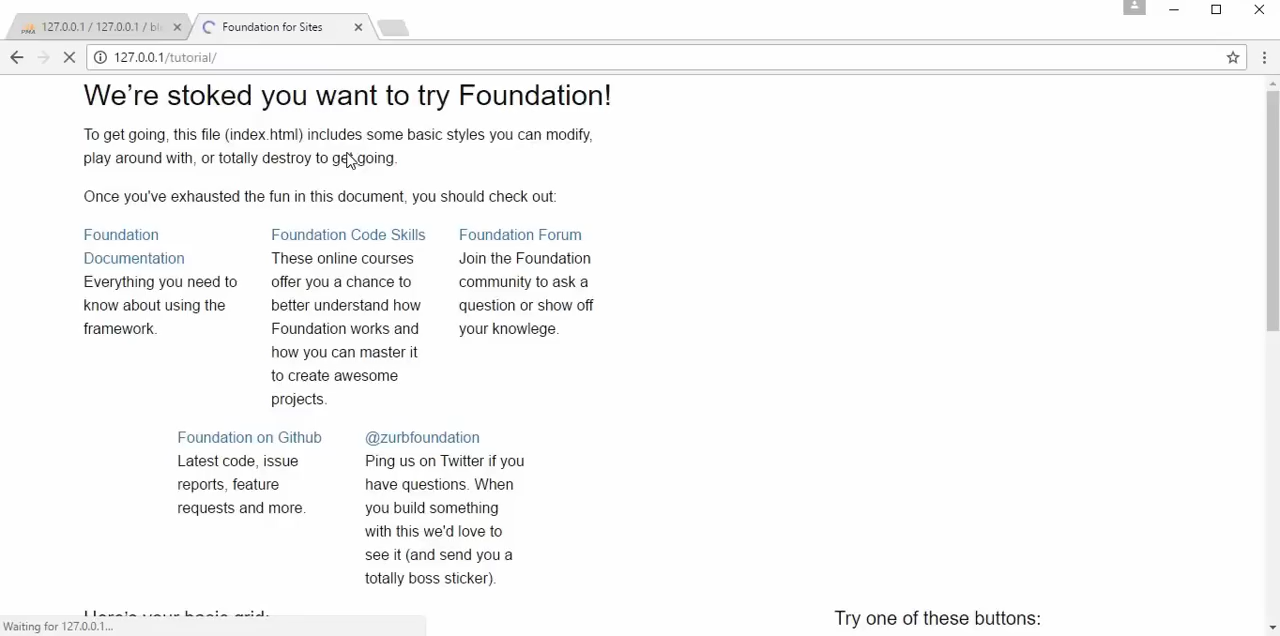 127.0.0.1 / 127.0.0.1 / bl
Foundation for Sites
127.0.0.1/tutorial/
We’re stoked you want to try Foundation!
To get going, this file (index.html) includes some basic styles you can modify,
play around with, or totally destroy to get going.
Once you've exhausted the fun in this document, you should check out:
Foundation
Documentation
Everything you need to
know about using the
framework.
Foundation Code Skills
These online courses
offer you a chance to
better understand how
Foundation works and
how you can master it
to create awesome
projects.
Foundation Forum
Join the Foundation
community to ask a
question or show off
your knowlege.
Foundation on Github
Latest code, issue
reports, feature
requests and more.
@zurbfoundation
Ping us on Twitter if you
have questions. When
you build something
with this we'd love to
see it (and send you a
totally boss sticker).
Here's your basic grid:
Try one of these buttons:
Waiting for 127.0.0.1...